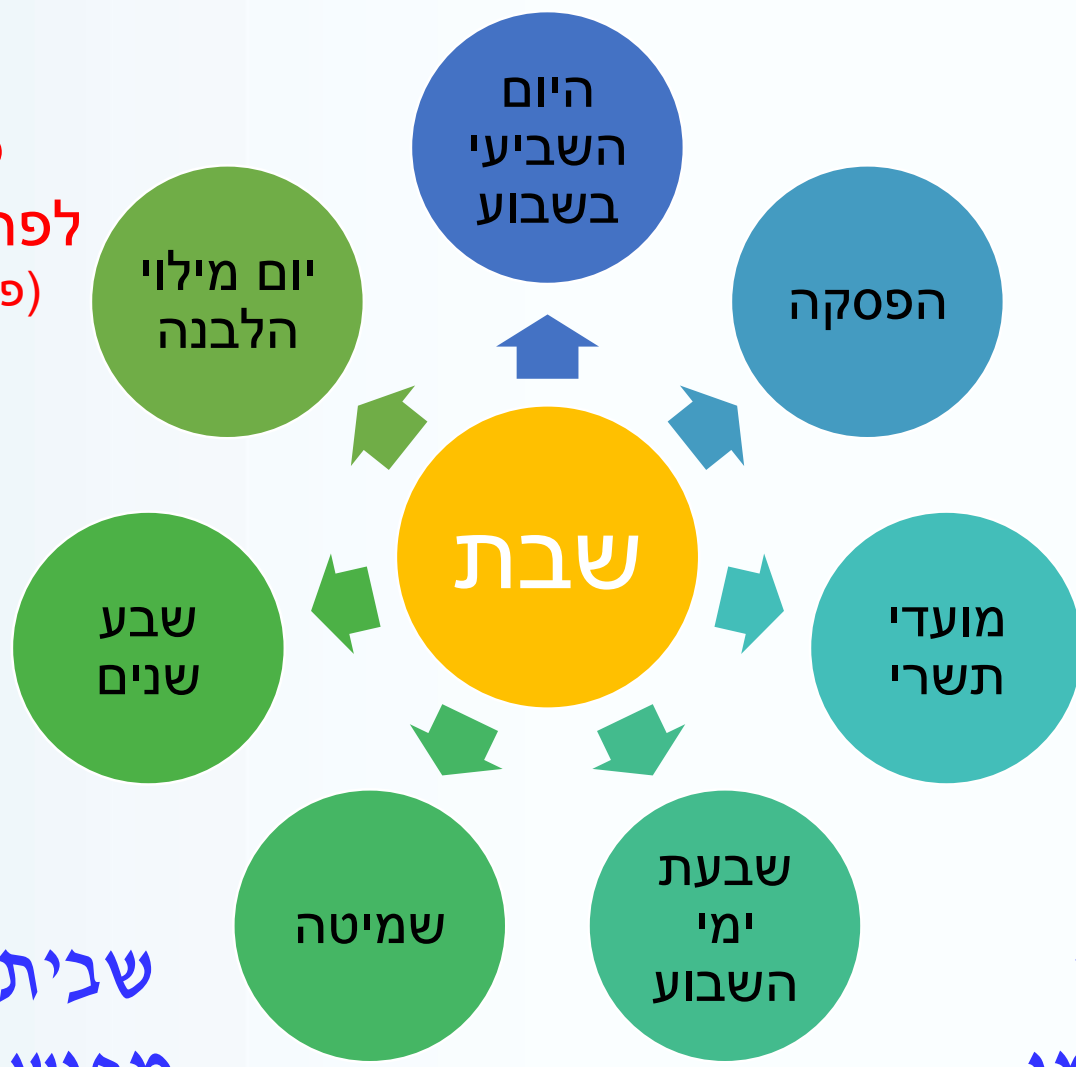 היום
השביעי
בשבוע
הפסקה
מועדי
תשרי
שבעת
ימי
השבוע
שמיטה
שבע
שנים
יום מילוי
הלבנה
שבת